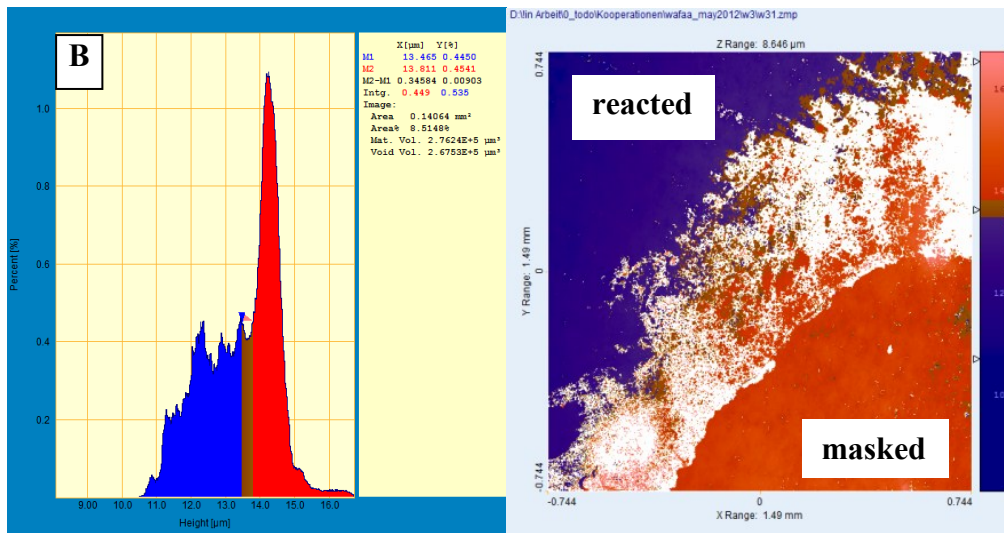 B
X[µm] Y[%]
M1 13.465 0.4450
M2 13.811 0.4541
M2-M1 0.34584 0.00903
Intg. 0.449 0.535
Image:
Area 0.14064 mm²
Area% 8.5148%
Mat. Vol. 2.7624E+5 µm³
Void Vol. 2.6753E+5 µm³
Percent [%]
1.0
0.8
0.6
0.4
0.2
9.00 10.0 11.0 12.0 13.0 14.0 15.0 16.0
Height [µm]
D:\!in Arbeit\0_todo\Kooperationen\wafaa_may2012\w3\w31.zmp
Z Range: 8.646 µm
0.744
reacted
Y Range: 1.49 mm
0
masked
-0.744
-0.744 0 0.744
X Range: 1.49 mm
12